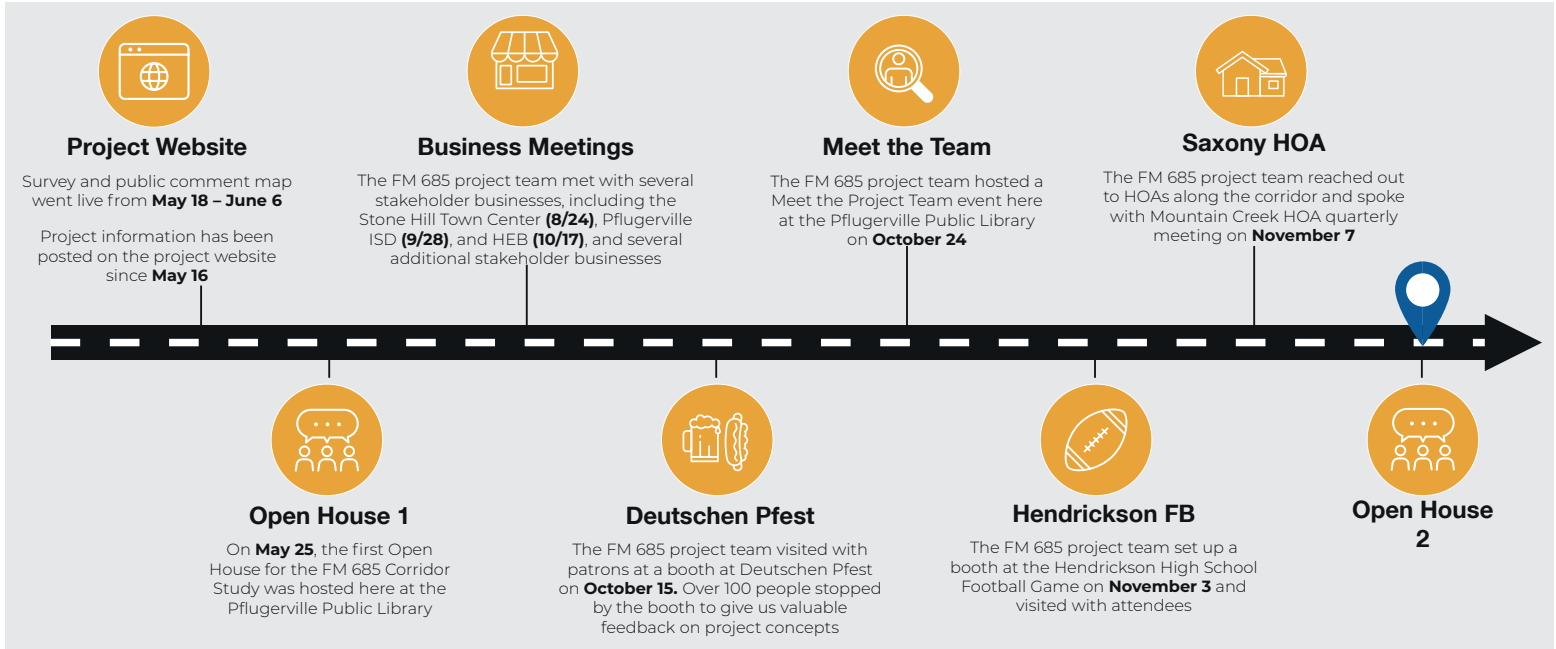 Project Website
Survey and public comment map
went live from May 18 – June 6
Project information has been
posted on the project website
since May 16
Business Meetings
The FM 685 project team met with several
stakeholder businesses, including the
Stone Hill Town Center (8/24), Pflugerville
ISD (9/28), and HEB (10/17), and several
additional stakeholder businesses
Meet the Team
The FM 685 project team hosted a
Meet the Project Team event here
at the Pflugerville Public Library
on October 24
Saxony HOA
The FM 685 project team reached out
to HOAs along the corridor and spoke
with Mountain Creek HOA quarterly
meeting on November 7
Open House 1
On May 25, the first Open
House for the FM 685 Corridor
Study was hosted here at the
Pflugerville Public Library
Deutschen Pfest
The FM 685 project team visited with
patrons at a booth at Deutschen Pfest
on October 15. Over 100 people stopped
by the booth to give us valuable
feedback on project concepts
Hendrickson FB
The FM 685 project team set up a
booth at the Hendrickson High School
Football Game on November 3 and
visited with attendees
Open House
2